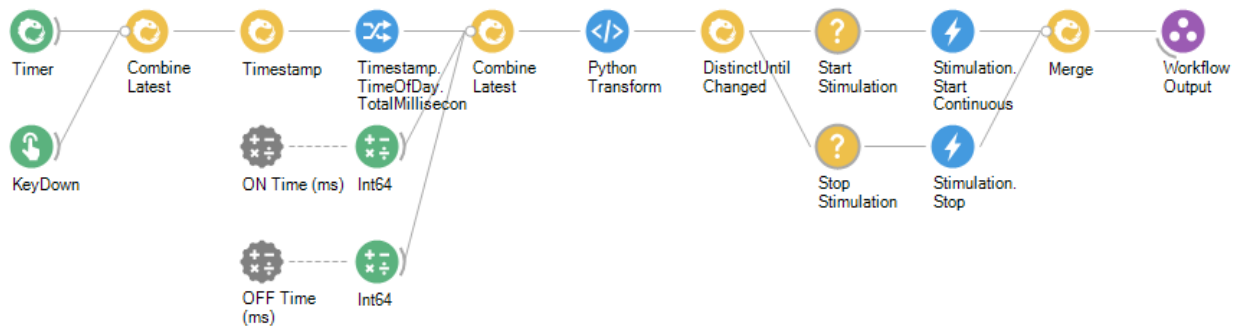 Timer
Combine
Latest
Timestamp
Timestamp.
TimeOfDay.
TotalMillisecon
Combine
Latest
Python
Transform
DistinctUntil
Changed
Start
Stimulation
Stimulation.
Start
Continuous
Merge
Workflow
Output
KeyDown
ON Time (ms)
Int64
Stop
Stimulation
Stimulation.
Stop
OFF Time
(ms)
Int64